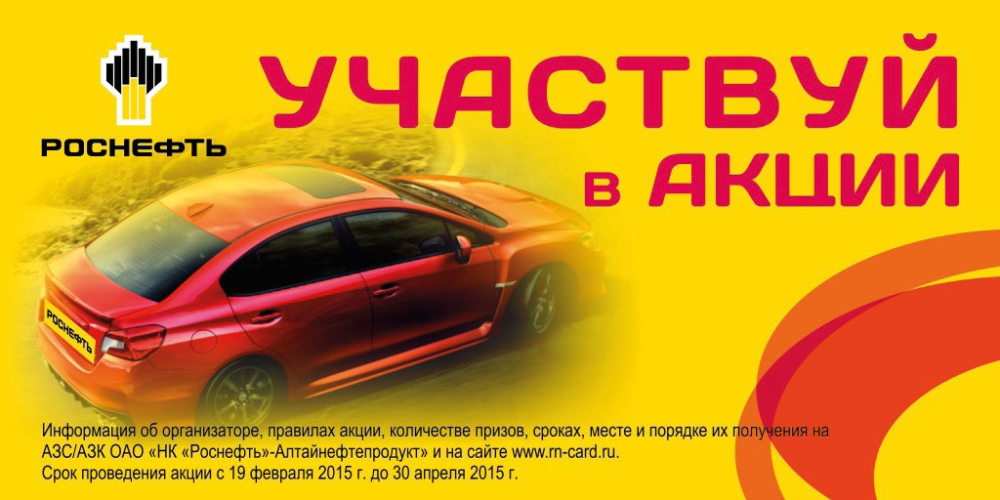 РОСНЕФТЬ
УЧАСТВУЙ
в АКЦИИ
РОСНЕФТЬ
Информация об организаторе, правилах акции, количестве призов, сроках, месте и порядке их получения на
АЗС/АЗК ОАО «НК «Роснефть»-Алтайнефтепродукт» и на сайте www.rn-card.ru.
Срок проведения акции с 19 февраля 2015 г. до 30 апреля 2015 г.